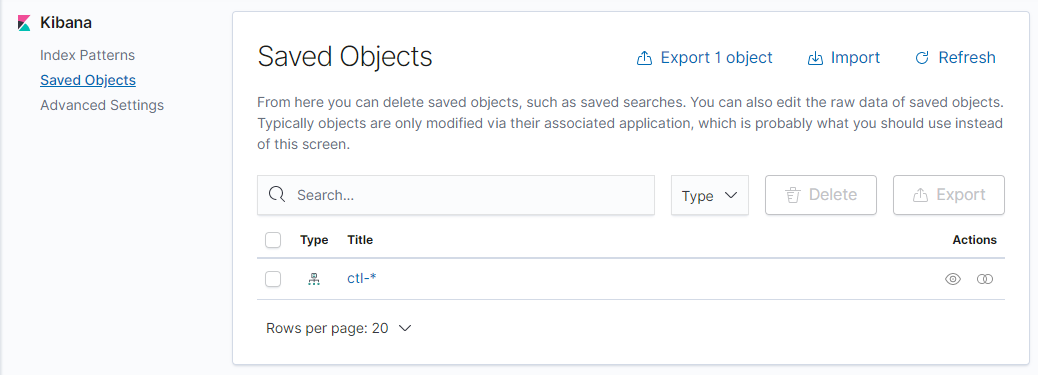 Kibana
Index Patterns
Saved Objects
Advanced Settings
Saved Objects
Export 1 object
Import
Refresh
From here you can delete saved objects, such as saved searches. You can also edit the raw data of saved objects.
Typically objects are only modified via their associated application, which is probably what you should use instead
of this screen.
Search...
Type
Delete
Export
Type Title Actions
ctl-*
Rows per page: 20